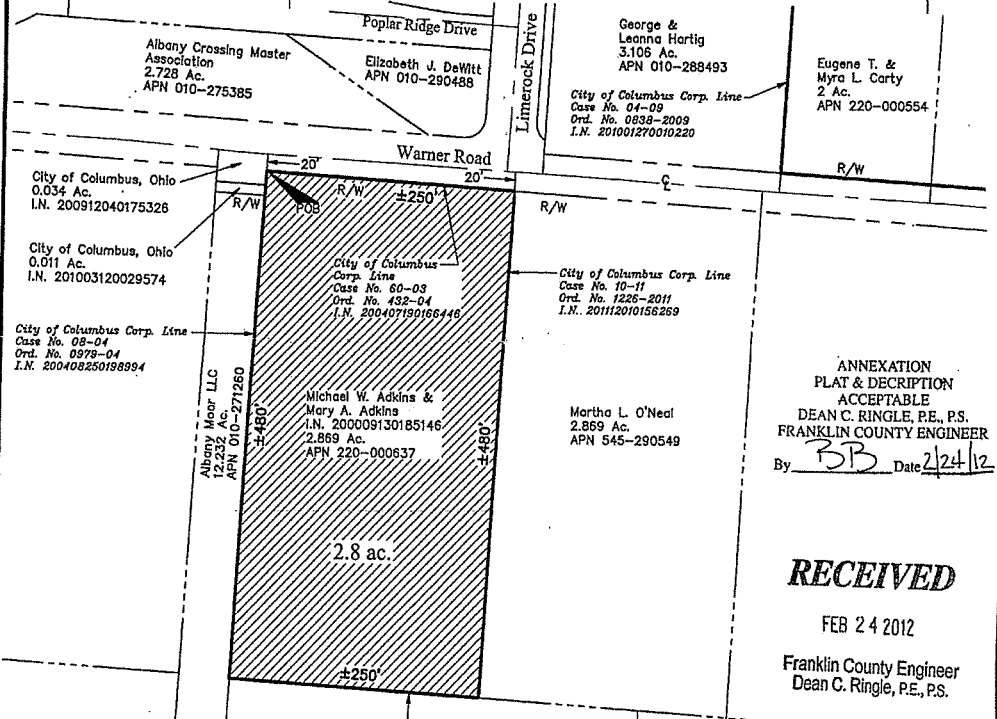 Poplar Ridge Drive
Limerock Drive
Albany Crossing Master
Association
2.728 Ac.
APN 010-275385
Elizabeth J. DeWitt
APN 010-290488
George &
Leanna Hartig
3.106 Ac.
APN 010-288493
City of Columbus Corp. Line
Case No. 04-09
Ord. No. 0838-2009
I.N. 201001270010220
Eugene T. &
Myra L. Carty
2 Ac.
APN 220-000554
Warner Road
20'
20'
R/W
℄
City of Columbus, Ohio
0.034 Ac.
I.N. 200912040175326
R/W
POB
R/W
±250'
R/W
City of Columbus, Ohio
0.011 Ac.
I.N. 201003120029574
City of Columbus
Corp. Line
Case No. 60-03
Ord. No. 432-04
I.N. 200407190166446
City of Columbus Corp. Line
Case No. 10-11
Ord. No. 1226-2011
I.N. 201112010156269
City of Columbus Corp. Line
Case No. 08-04
Ord. No. 0979-04
I.N. 200408250198994
Albany Moor LLC
12.232 Ac.
APN 010-271260
±480'
Michael W. Adkins &
Mary A. Adkins
I.N. 200009130185146
2.869 Ac.
APN 220-000637
±480'
Martha L. O'Neal
2.869 Ac.
APN 545-290549
2.8 ac.
±250'
ANNEXATION
PLAT & DECRIPTION
ACCEPTABLE
DEAN C. RINGLE, P.E., P.S.
FRANKLIN COUNTY ENGINEER
By BB Date 2/24/12
RECEIVED
FEB 24 2012
Franklin County Engineer
Dean C. Ringle, P.E., P.S.